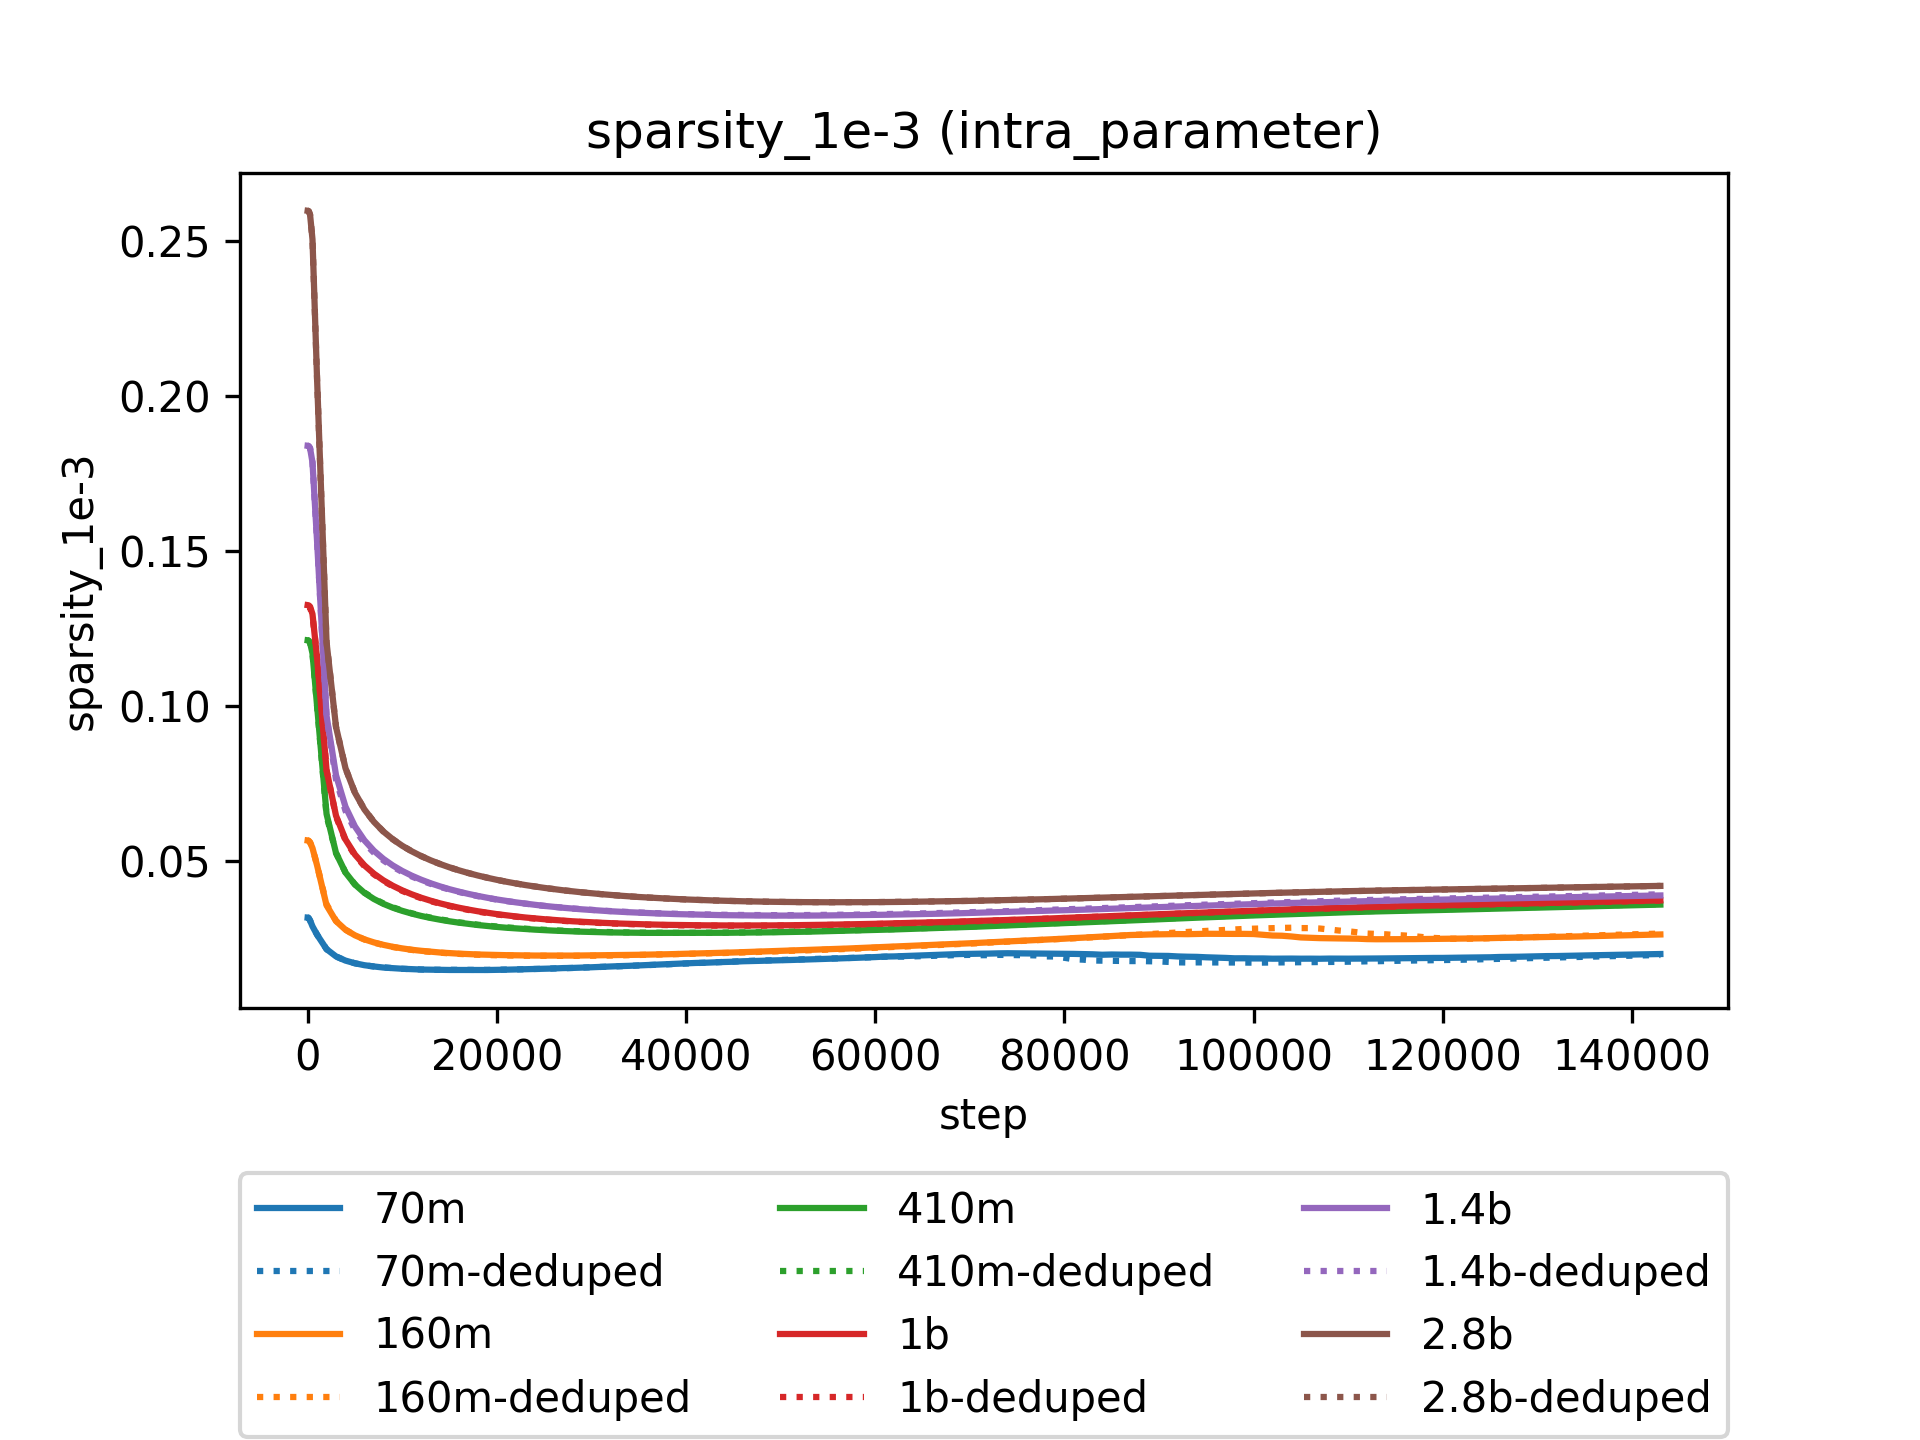 sparsity_1e-3 (intra_parameter)
sparsity_1e-3
0.25
0.20
0.15
0.10
0.05
0 20000 40000 60000 80000 100000 120000 140000
step
70m 410m 1.4b
70m-deduped 410m-deduped 1.4b-deduped
160m 1b 2.8b
160m-deduped 1b-deduped 2.8b-deduped